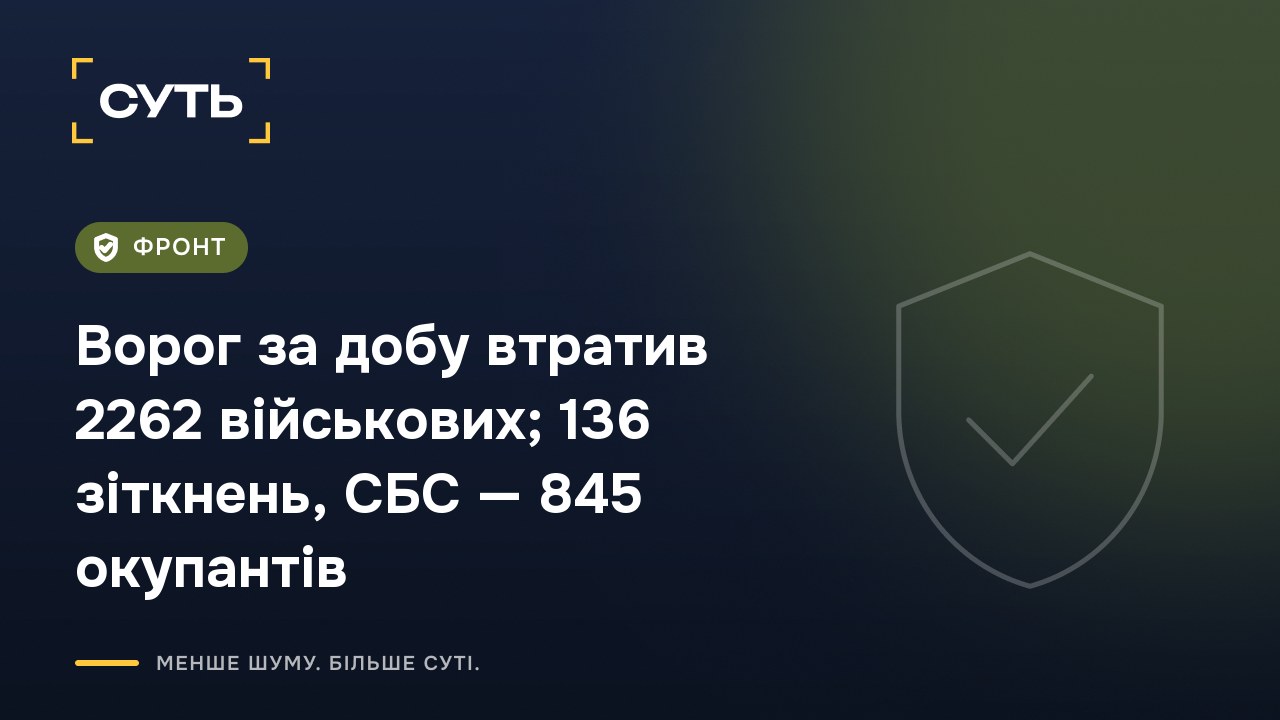 СУТЬ
ФРОНТ
Ворог за добу втратив
2262 військових; 136
зіткнень, СБС — 845
окупантів
МЕНШЕ ШУМУ. БІЛЬШЕ СУТІ.